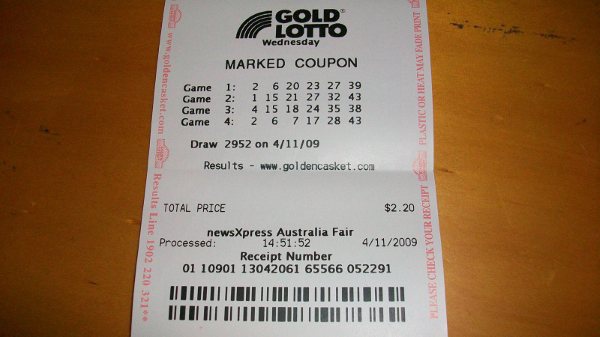 GOLD
LOTTO
Wednesday
MARKED COUPON
Game 1: 2 6 20 23 27 39
Game 2: 1 15 21 27 32 43
Game 3: 4 15 18 24 35 38
Game 4: 2 6 7 17 28 43
Draw 2952 on 4/11/09
Results - www.goldencasket.com
TOTAL PRICE $2.20
newsXpress Australia Fair
Processed: 14:51:52 4/11/2009
Receipt Number
01 10901 13042061 65566 052291
www.goldencasket.com
Results Line 1902 220 321**
PLASTIC OR HEAT MAY FADE PRINT
PLEASE CHECK YOUR RECEIPT